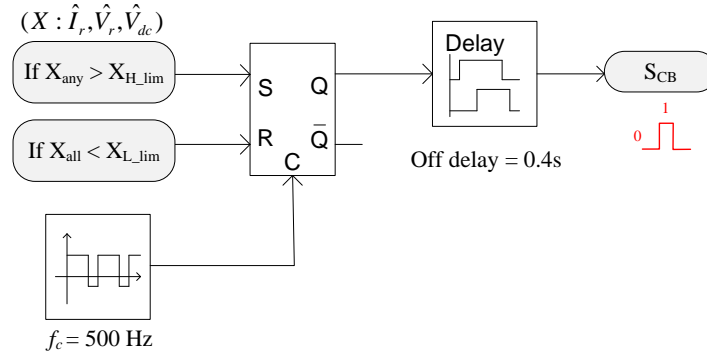 (X : Î_r, V̂_r, V̂_dc)
If X_any > X_H_lim
If X_all < X_L_lim
S Q
R Q̄
C
Delay
Off delay = 0.4s
S_CB
1
0
f_c = 500 Hz